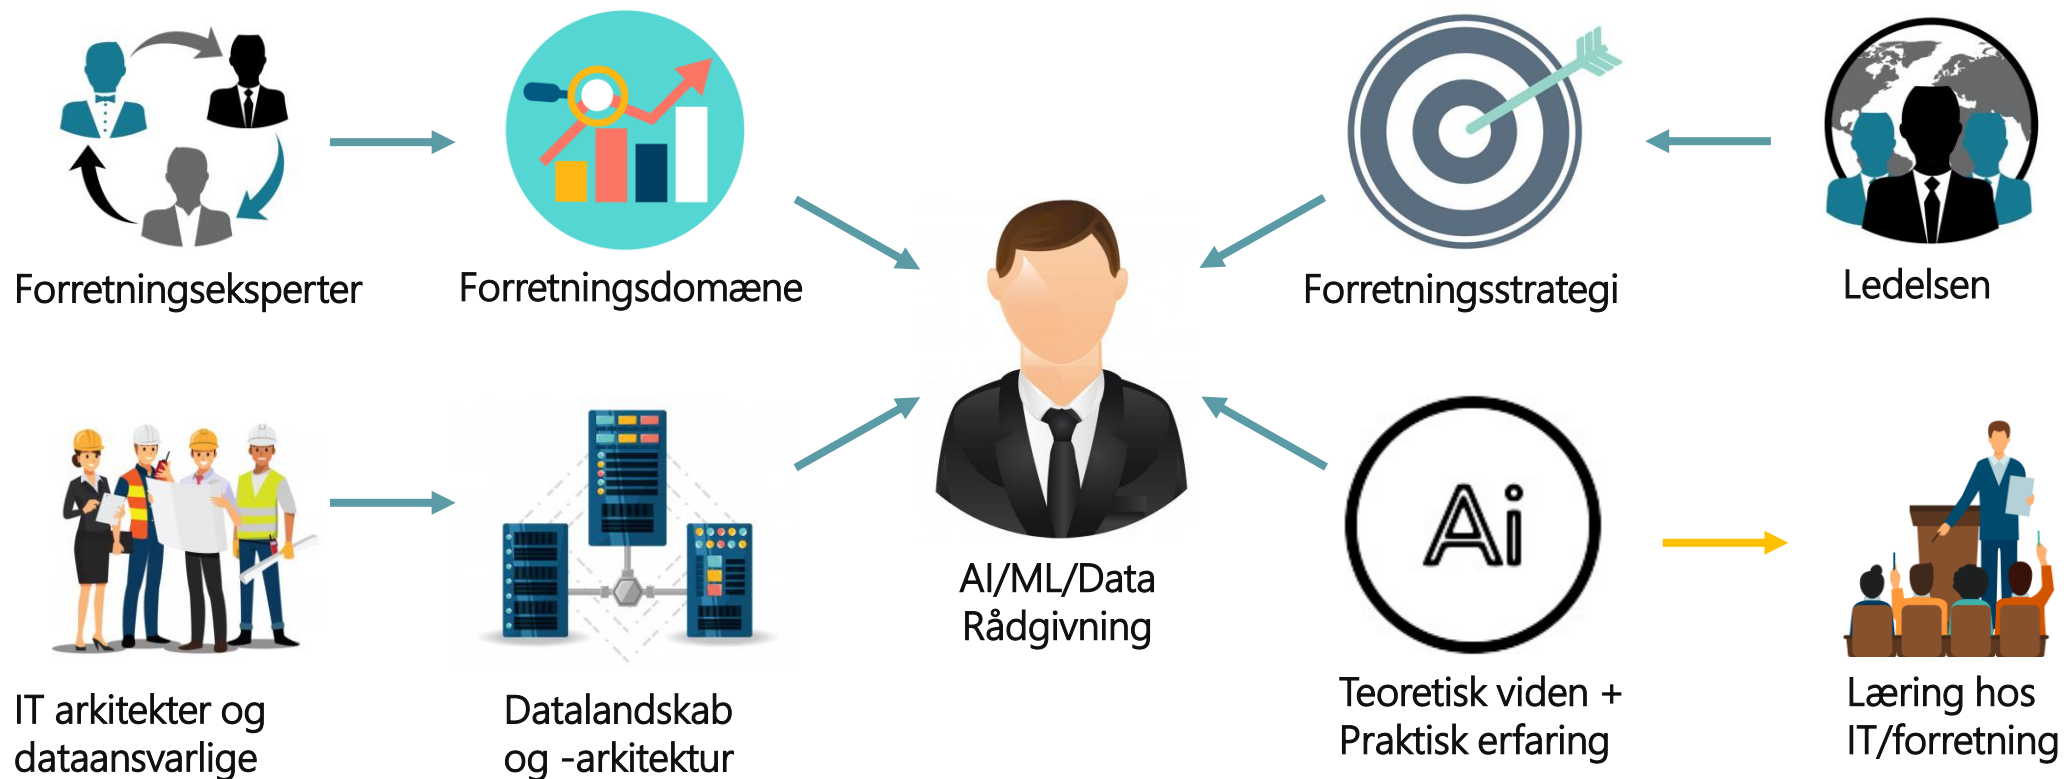 Forretningseksperter
Forretningsdomæne
Forretningsstrategi
Ledelsen
AI/ML/Data
Rådgivning
Ai
IT arkitekter og
dataansvarlige
Datalandskab
og -arkitektur
Teoretisk viden +
Praktisk erfaring
Læring hos
IT/forretning